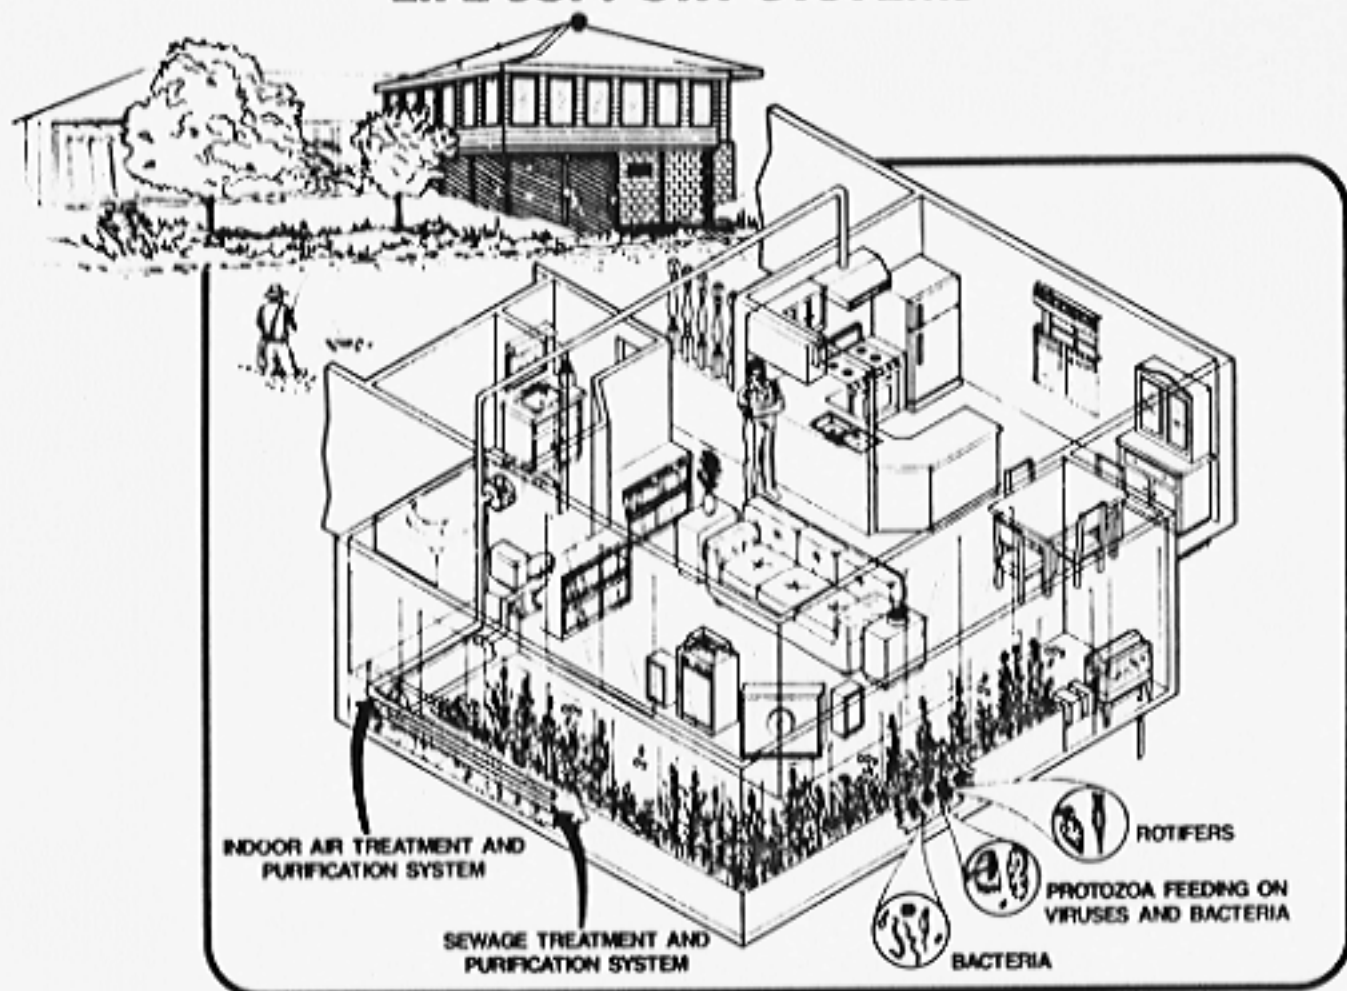 INDOOR AIR TREATMENT AND
PURIFICATION SYSTEM
SEWAGE TREATMENT AND
PURIFICATION SYSTEM
ROTIFERS
PROTOZOA FEEDING ON
VIRUSES AND BACTERIA
BACTERIA